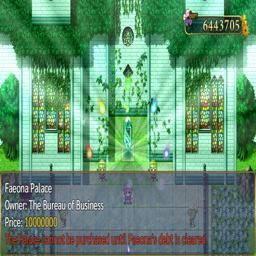 6443705
Faeona Palace
Owner: The Bureau of Business
Price: 10000000
The Palace cannot be purchased until Faeona's debt is cleared.